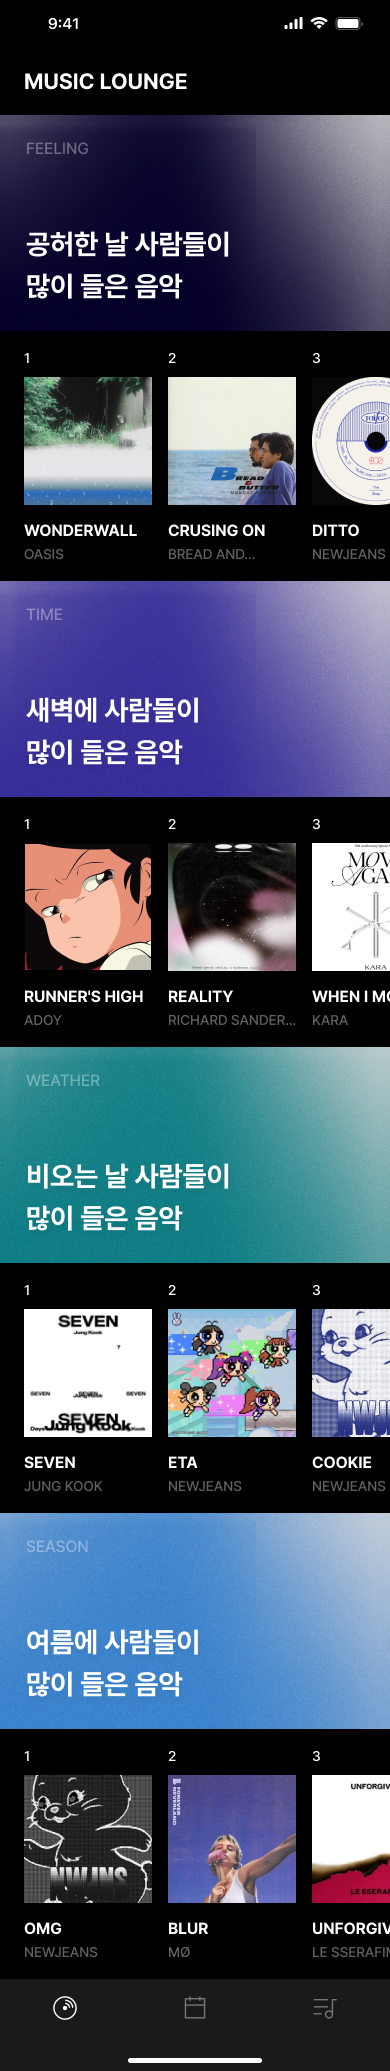 9:41
MUSIC LOUNGE
FEELING
공허한 날 사람들이
많이 들은 음악
1
2
3
BREAD
&
BUTTER
WONDERWALL
CRUSING ON
DITTO
OASIS
BREAD AND...
NEWJEANS
TIME
새벽에 사람들이
많이 들은 음악
1
2
3
KARA
RUNNER'S HIGH
REALITY
WHEN I M
ADOY
RICHARD SANDER...
KARA
WEATHER
비오는 날 사람들이
많이 들은 음악
1
2
3
SEVEN
Jung Kook
7
SEVEN
SEVEN
SEVEN
Jung Kook
SEVEN
ETA
COOKIE
JUNG KOOK
NEWJEANS
NEWJEANS
SEASON
여름에 사람들이
많이 들은 음악
1
2
3
NWJNS
FOREVER
NEVERLAND
UNFORGIV
LE SSERAF
OMG
BLUR
UNFORGIV
NEWJEANS
MØ
LE SSERAFI